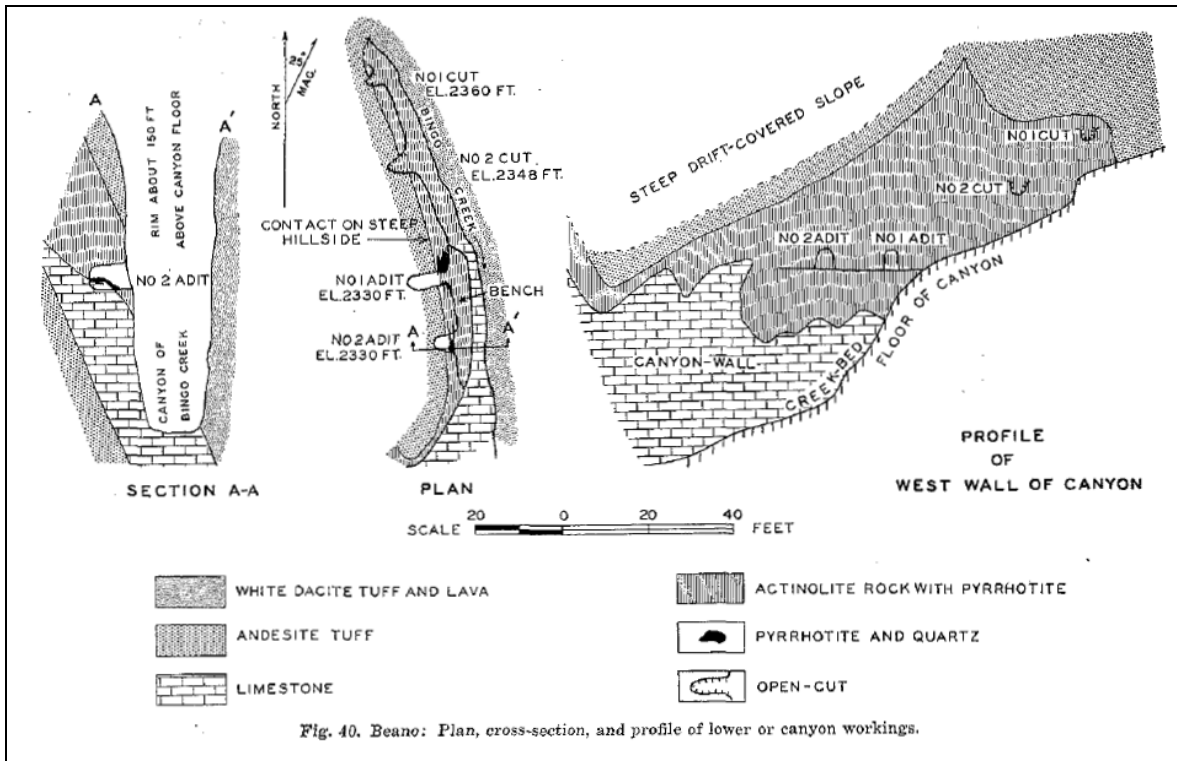 A
A'
RIM ABOUT 150 FT
ABOVE CANYON FLOOR
NO 2 ADIT
CANYON OF
BINGO CREEK
SECTION A-A
NORTH
25°
MAG.
NO 1 CUT
EL. 2360 FT.
BINGO
CREEK
NO 2 CUT
EL. 2348 FT.
CONTACT ON STEEP
HILLSIDE
NO 1 ADIT
EL. 2330 FT.
BENCH
A
A'
NO 2 ADIT
EL. 2330 FT.
PLAN
STEEP DRIFT-COVERED SLOPE
NO 1 CUT
NO 2 CUT
NO 2 ADIT
NO 1 ADIT
CANYON-WALL
CREEK-BED
FLOOR OF CANYON
PROFILE
OF
WEST WALL OF CANYON
SCALE 20 0 20 40 FEET
WHITE DACITE TUFF AND LAVA
ANDESITE TUFF
LIMESTONE
ACTINOLITE ROCK WITH PYRRHOTITE
PYRRHOTITE AND QUARTZ
OPEN-CUT
Fig. 40. Beano: Plan, cross-section, and profile of lower or canyon workings.